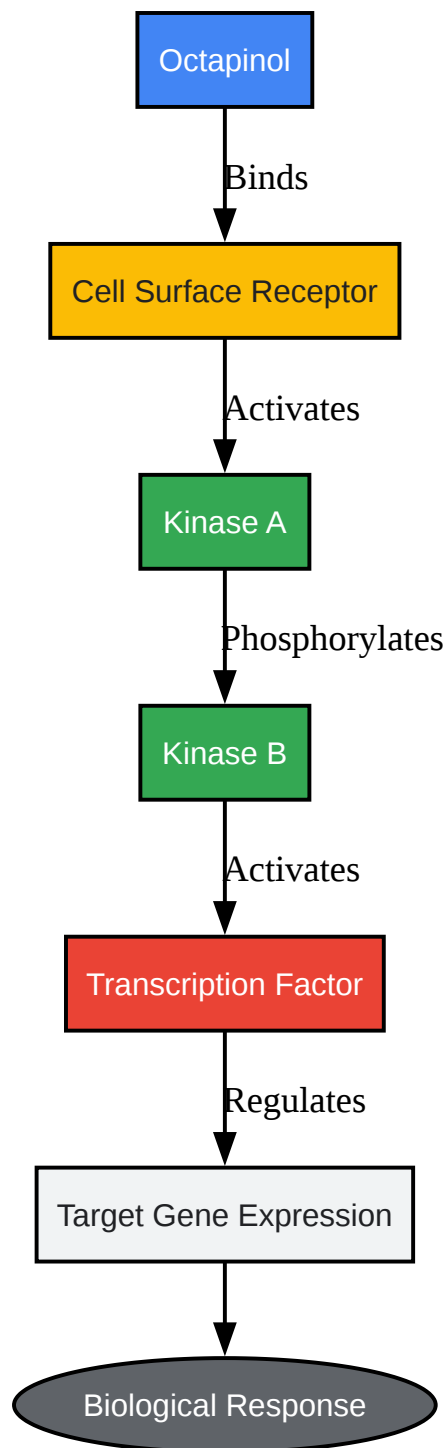 Octapinol
Binds
Cell Surface Receptor
Activates
Kinase A
Phosphorylates
Kinase B
Activates
Transcription Factor
Regulates
Target Gene Expression
Biological Response